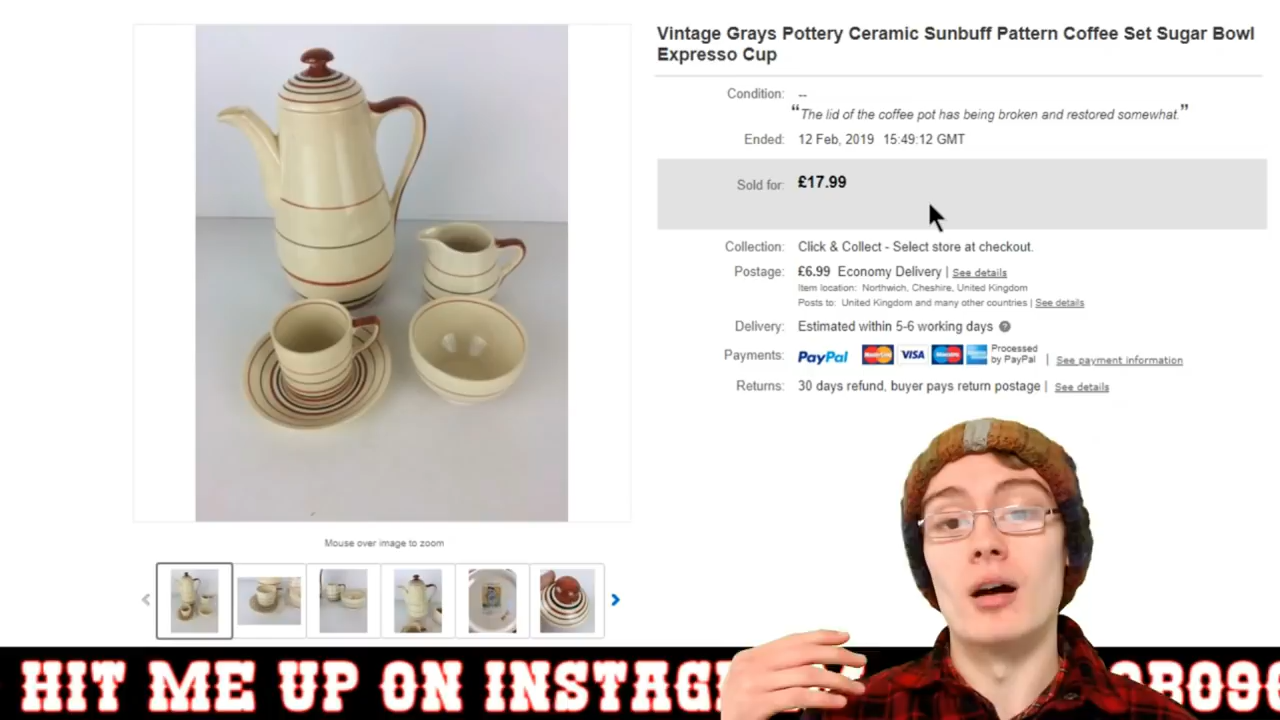 Vintage Grays Pottery Ceramic Sunbuff Pattern Coffee Set Sugar Bowl
Expresso Cup
Condition: --
“The lid of the coffee pot has being broken and restored somewhat.”
Ended: 12 Feb, 2019 15:49:12 GMT
Sold for: £17.99
Collection: Click & Collect - Select store at checkout.
Postage: £6.99 Economy Delivery | See details
Item location: Northwich, Cheshire, United Kingdom
Posts to: United Kingdom and many other countries | See details
Delivery: Estimated within 5-6 working days
Payments: PayPal MasterCard VISA Maestro Processed
by PayPal | See payment information
Returns: 30 days refund, buyer pays return postage | See details
Mouse over image to zoom
HIT ME UP ON